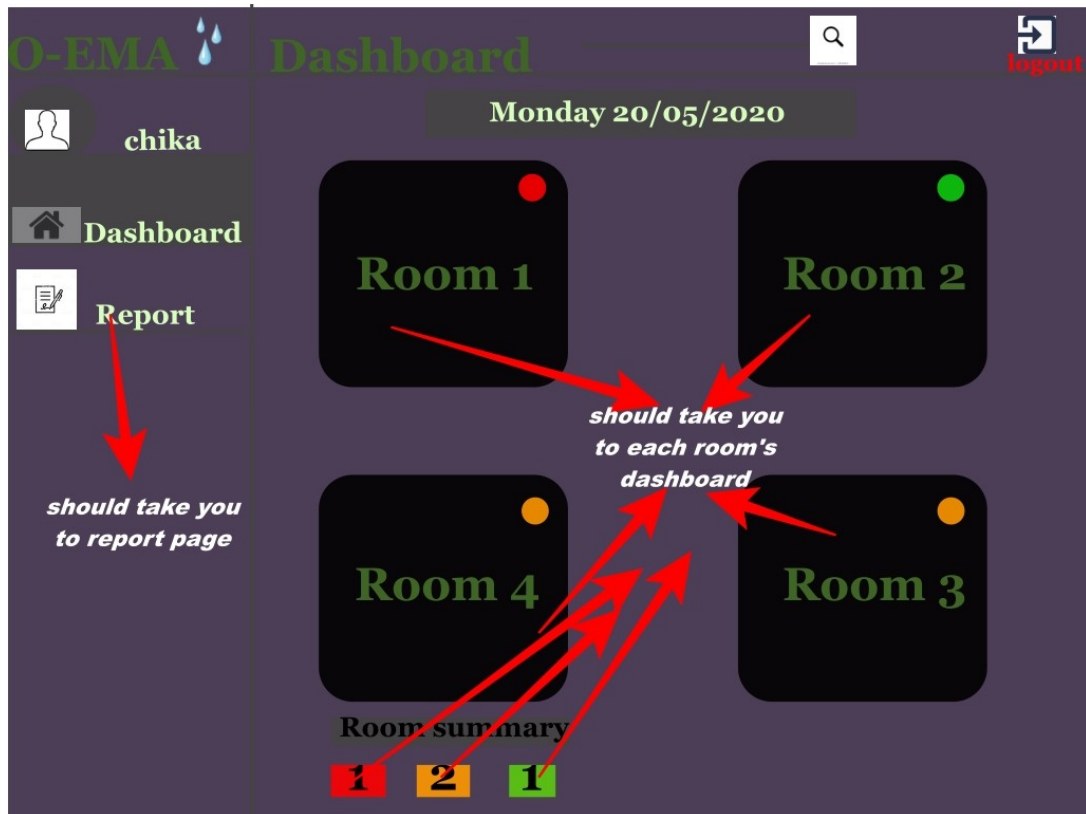 O-EMA
Dashboard
logout
chika
Monday 20/05/2020
Dashboard
Report
Room 1
Room 2
should take you
to each room's
dashboard
should take you
to report page
Room 4
Room 3
Room summary
1
2
1